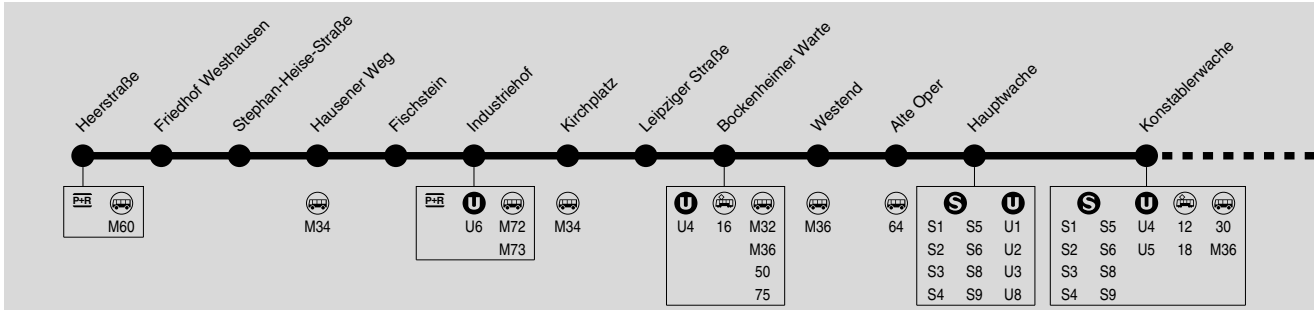 Heerstraße
Friedhof Westhausen
Stephan-Heise-Straße
Hausener Weg
Fischstein
Industriehof
Kirchplatz
Leipziger Straße
Bockenheimer Warte
Westend
Alte Oper
Hauptwache
Konstablerwache
P+R
M60
M34
P+R U
U6 M72
M73
M34
U
U4 16 M32
M36
50
75
M36
64
S U
S1 S5 U1
S2 S6 U2
S3 S8 U3
S4 S9 U8
S U
S1 S5 U4 12 30
S2 S6 U5 18 M36
S3 S8
S4 S9